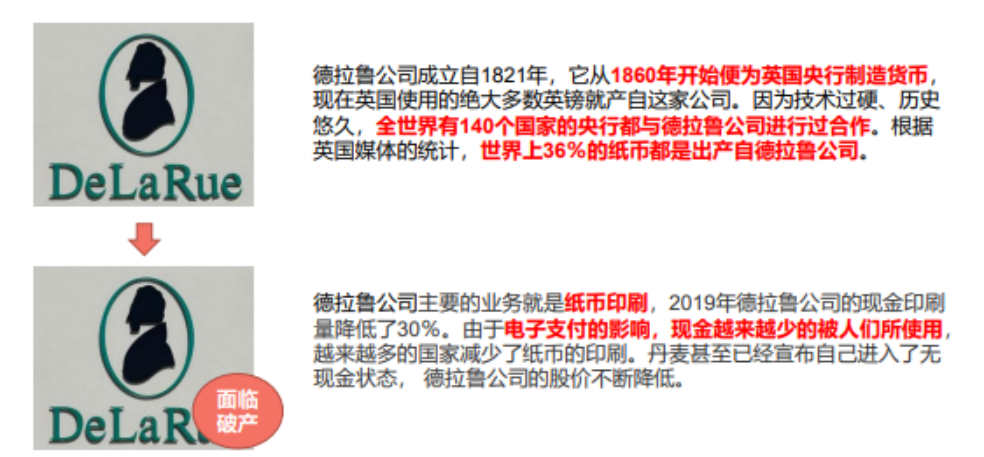 德拉鲁公司成立自1821年，它从1860年开始便为英国央行制造货币，
现在英国使用的绝大多数英镑就产自这家公司。因为技术过硬、历史
悠久，全世界有140个国家的央行都与德拉鲁公司进行过合作。根据
英国媒体的统计，世界上36%的纸币都是出产自德拉鲁公司。
DeLaRue
德拉鲁公司主要的业务就是纸币印刷，2019年德拉鲁公司的现金印刷
量降低了30%。由于电子支付的影响，现金越来越少的被人们所使用，
越来越多的国家减少了纸币的印刷。丹麦甚至已经宣布自己进入了无
现金状态， 德拉鲁公司的股价不断降低。
面临
破产
DeLaR